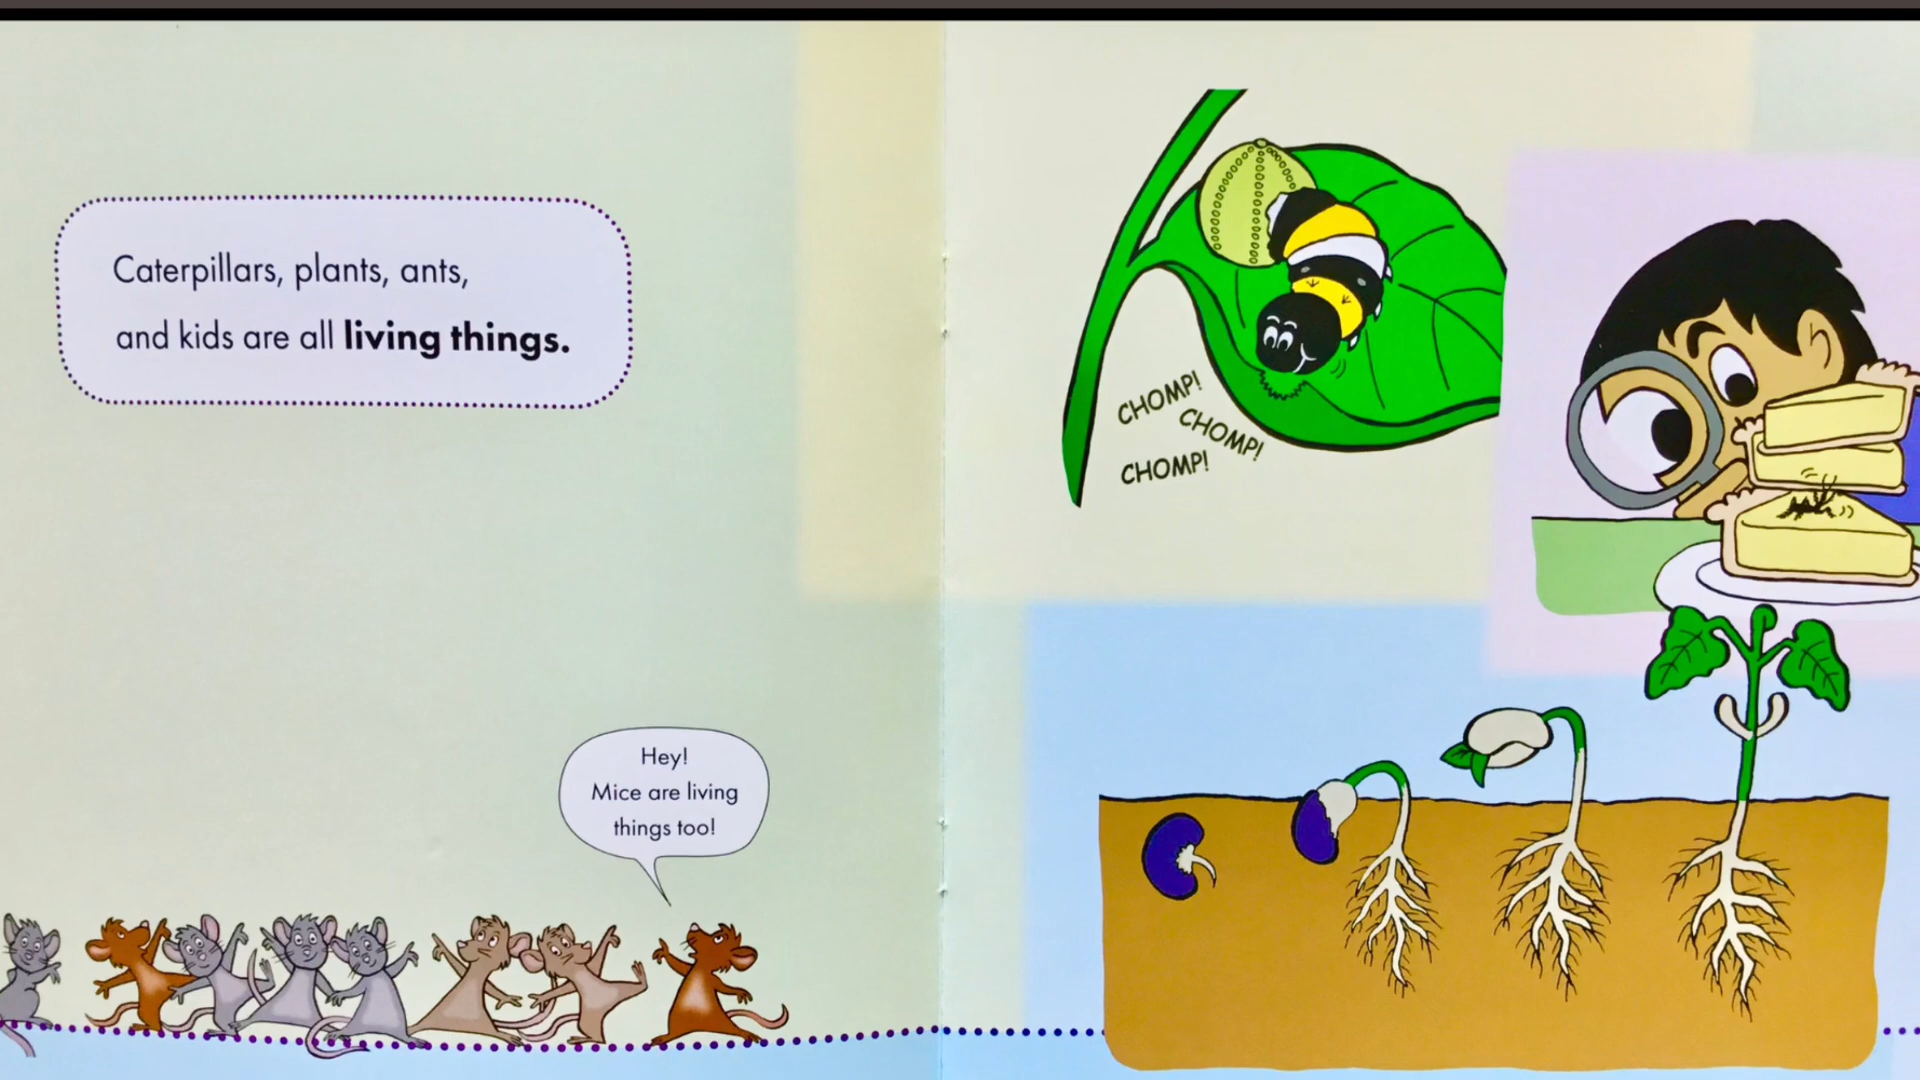 Caterpillars, plants, ants,
and kids are all living things.
Hey!
Mice are living
things too!
CHOMP!
CHOMP!
CHOMP!